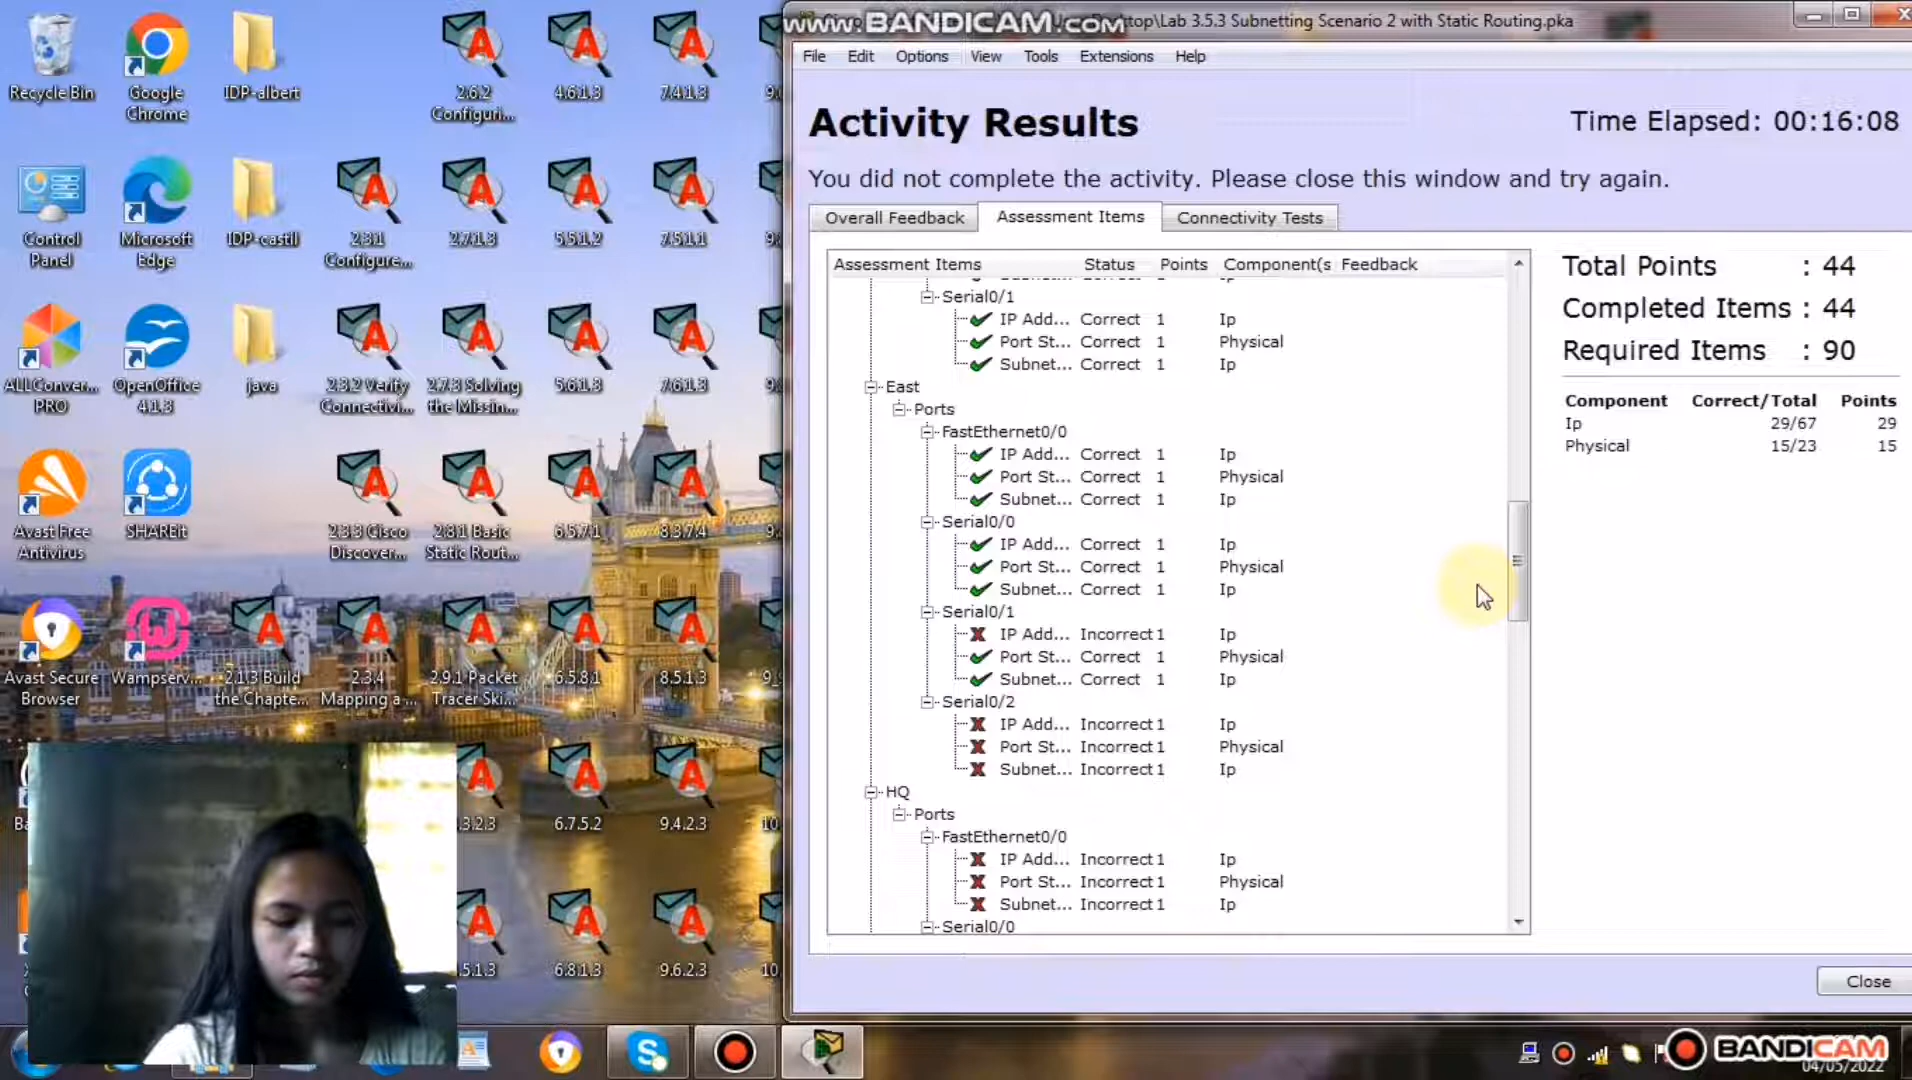 www.BANDICAM.com
Desktop\Lab 3.5.3 Subnetting Scenario 2 with Static Routing.pka
File Edit Options View Tools Extensions Help
Activity Results
Time Elapsed: 00:16:08
You did not complete the activity. Please close this window and try again.
Overall Feedback
Assessment Items
Connectivity Tests
Assessment Items Status Points Component(s Feedback
Serial0/1
IP Add... Correct 1 Ip
Port St... Correct 1 Physical
Subnet... Correct 1 Ip
East
Ports
FastEthernet0/0
IP Add... Correct 1 Ip
Port St... Correct 1 Physical
Subnet... Correct 1 Ip
Serial0/0
IP Add... Correct 1 Ip
Port St... Correct 1 Physical
Subnet... Correct 1 Ip
Serial0/1
IP Add... Incorrect 1 Ip
Port St... Correct 1 Physical
Subnet... Correct 1 Ip
Serial0/2
IP Add... Incorrect 1 Ip
Port St... Incorrect 1 Physical
Subnet... Incorrect 1 Ip
HQ
Ports
FastEthernet0/0
IP Add... Incorrect 1 Ip
Port St... Incorrect 1 Physical
Subnet... Incorrect 1 Ip
Serial0/0
Total Points : 44
Completed Items : 44
Required Items : 90
Component Correct/Total Points
Ip 29/67 29
Physical 15/23 15
Close
Recycle Bin
Google
Chrome
IDP-albert
2.6.2
Configuri...
4.6.1.3
7.4.1.3
Control
Panel
Microsoft
Edge
IDP-castil
2.3.1
Configure...
2.7.1.3
5.5.1.2
7.5.1.1
ALLConver...
PRO
OpenOffice
4.1.3
java
2.3.2 Verify
Connectivi...
2.7.3 Solving
the Missin...
5.6.1.3
7.6.1.3
Avast Free
Antivirus
SHAREit
2.3.3 Cisco
Discover...
2.8.1 Basic
Static Rout...
6.5.7.1
8.3.7.4
Avast Secure
Browser
Wampserv...
2.1.3 Build
the Chapte...
2.3.4
Mapping a ...
2.9.1 Packet
Tracer Ski...
6.5.8.1
8.5.1.3
.3.2.3
6.7.5.2
9.4.2.3
.5.1.3
6.8.1.3
9.6.2.3
BANDICAM
04/05/2022